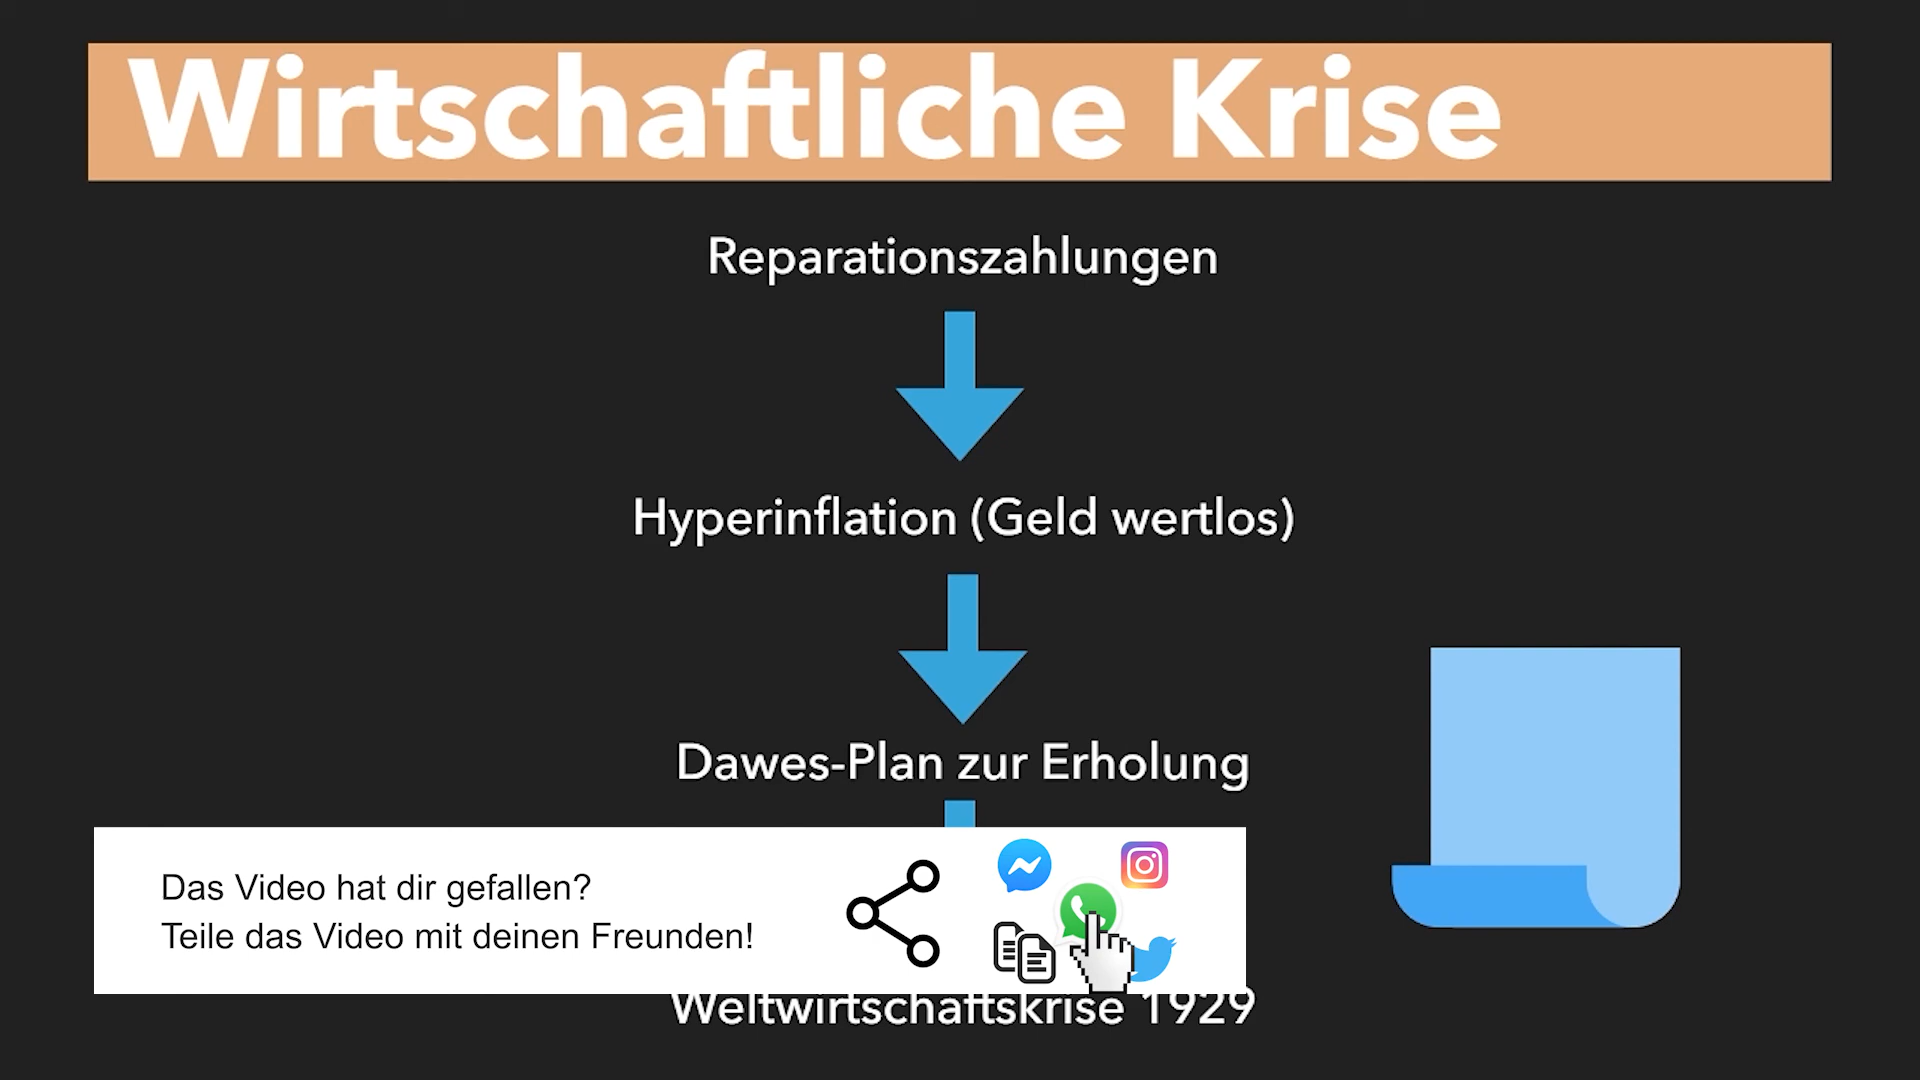 Wirtschaftliche Krise
Reparationszahlungen
Hyperinflation (Geld wertlos)
Dawes-Plan zur Erholung
Das Video hat dir gefallen?
Teile das Video mit deinen Freunden!
Weltwirtschaftskrise 1929